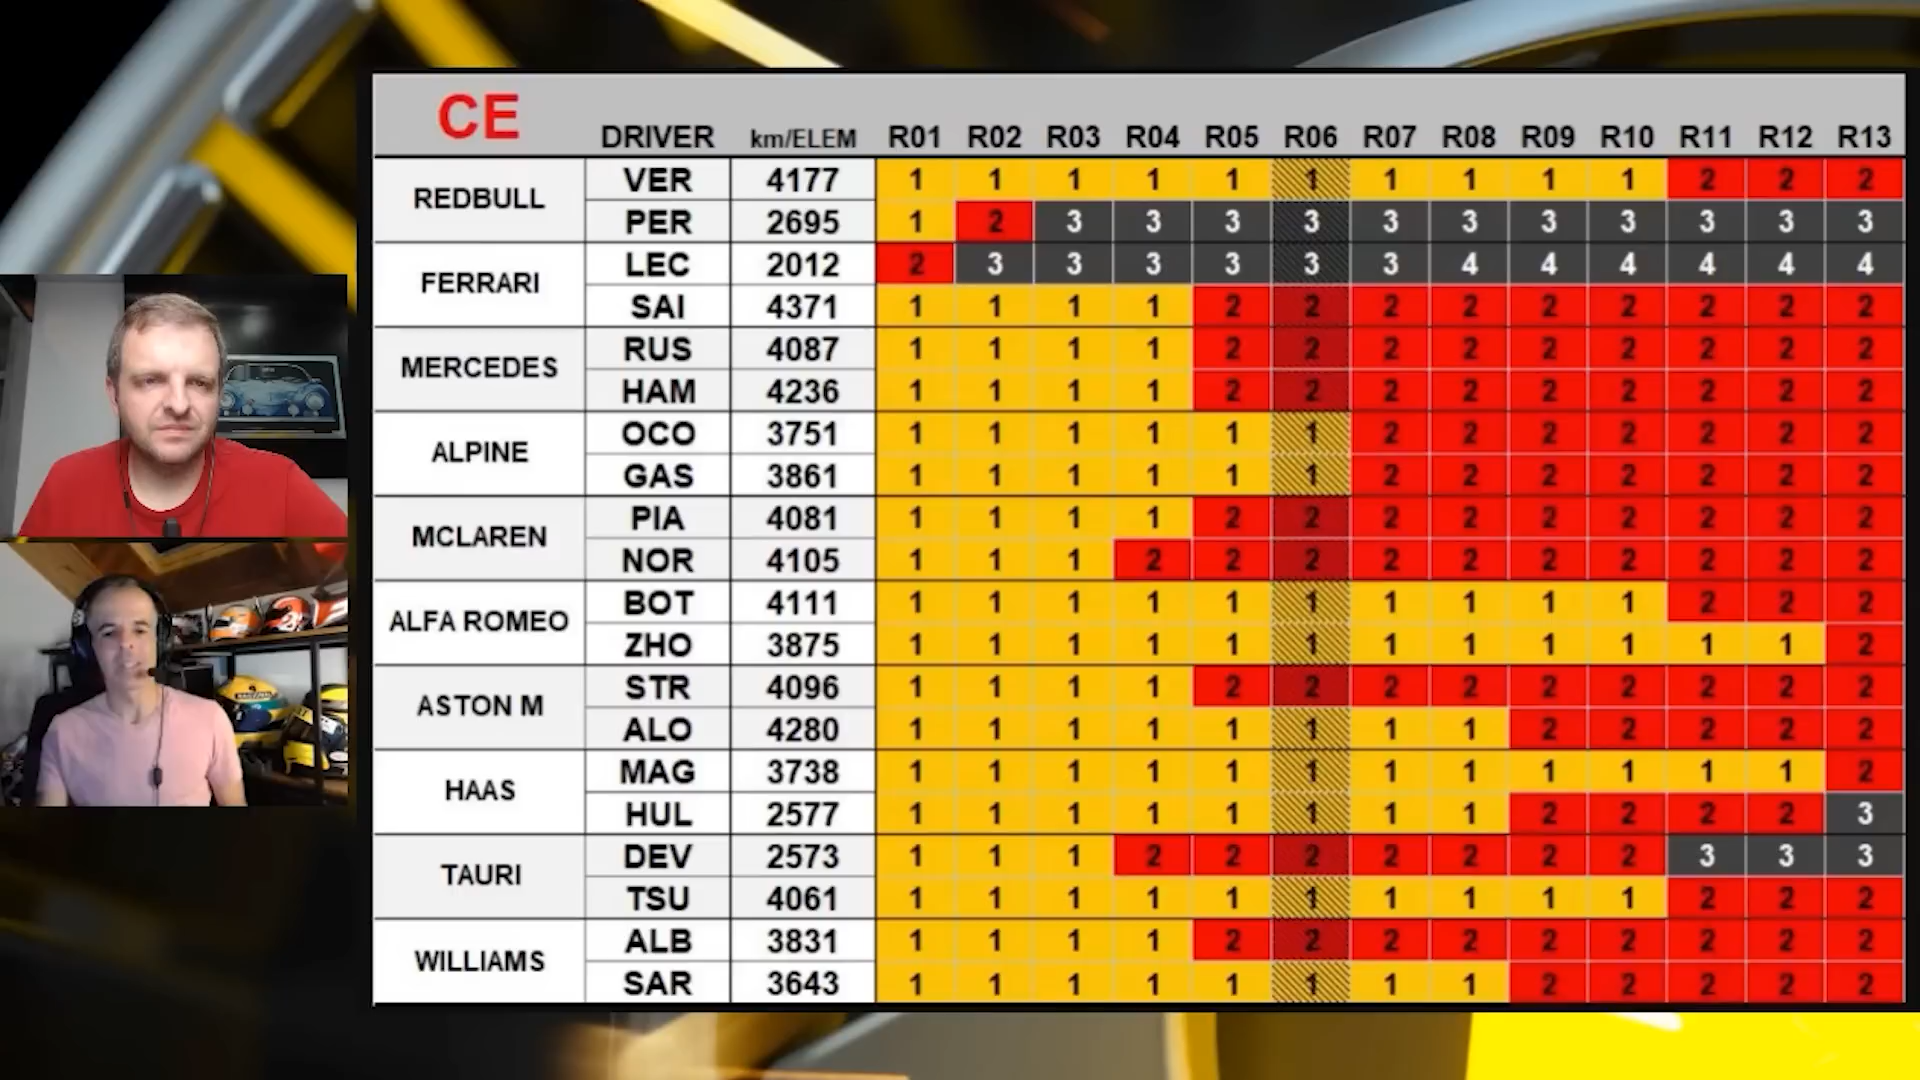 CE DRIVER km/ELEM R01 R02 R03 R04 R05 R06 R07 R08 R09 R10 R11 R12 R13
REDBULL
VER 4177 1 1 1 1 1 1 1 1 1 1 2 2 2
PER 2695 1 2 3 3 3 3 3 3 3 3 3 3 3
FERRARI
LEC 2012 2 3 3 3 3 3 3 4 4 4 4 4 4
SAI 4371 1 1 1 1 2 2 2 2 2 2 2 2 2
MERCEDES
RUS 4087 1 1 1 1 2 2 2 2 2 2 2 2 2
HAM 4236 1 1 1 1 2 2 2 2 2 2 2 2 2
ALPINE
OCO 3751 1 1 1 1 1 1 2 2 2 2 2 2 2
GAS 3861 1 1 1 1 1 1 2 2 2 2 2 2 2
MCLAREN
PIA 4081 1 1 1 1 2 2 2 2 2 2 2 2 2
NOR 4105 1 1 1 2 2 2 2 2 2 2 2 2 2
ALFA ROMEO
BOT 4111 1 1 1 1 1 1 1 1 1 1 2 2 2
ZHO 3875 1 1 1 1 1 1 1 1 1 1 1 1 2
ASTON M
STR 4096 1 1 1 1 2 2 2 2 2 2 2 2 2
ALO 4280 1 1 1 1 1 1 1 1 2 2 2 2 2
HAAS
MAG 3738 1 1 1 1 1 1 1 1 1 1 1 1 2
HUL 2577 1 1 1 1 1 1 1 1 2 2 2 2 3
TAURI
DEV 2573 1 1 1 2 2 2 2 2 2 2 3 3 3
TSU 4061 1 1 1 1 1 1 1 1 1 1 2 2 2
WILLIAMS
ALB 3831 1 1 1 1 2 2 2 2 2 2 2 2 2
SAR 3643 1 1 1 1 1 1 1 1 2 2 2 2 2